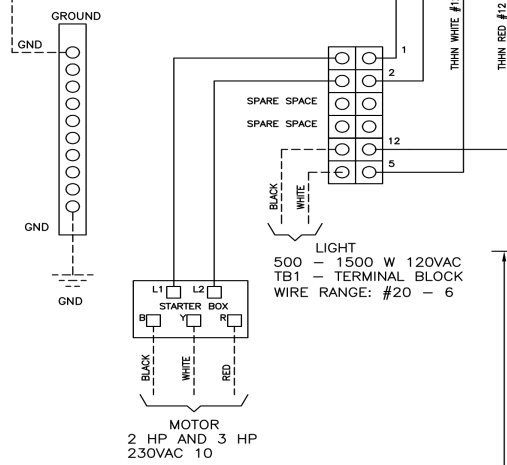 GROUND
GND
GND
GND
1
2
SPARE SPACE
SPARE SPACE
12
5
BLACK
WHITE
THHN RED #12
LIGHT
500 - 1500 W 120VAC
TB1 - TERMINAL BLOCK
WIRE RANGE: #20 - 6
L1 L2
STARTER BOX
B Y R
BLACK
WHITE
RED
MOTOR
2 HP AND 3 HP
230VAC 10
THHN WHITE